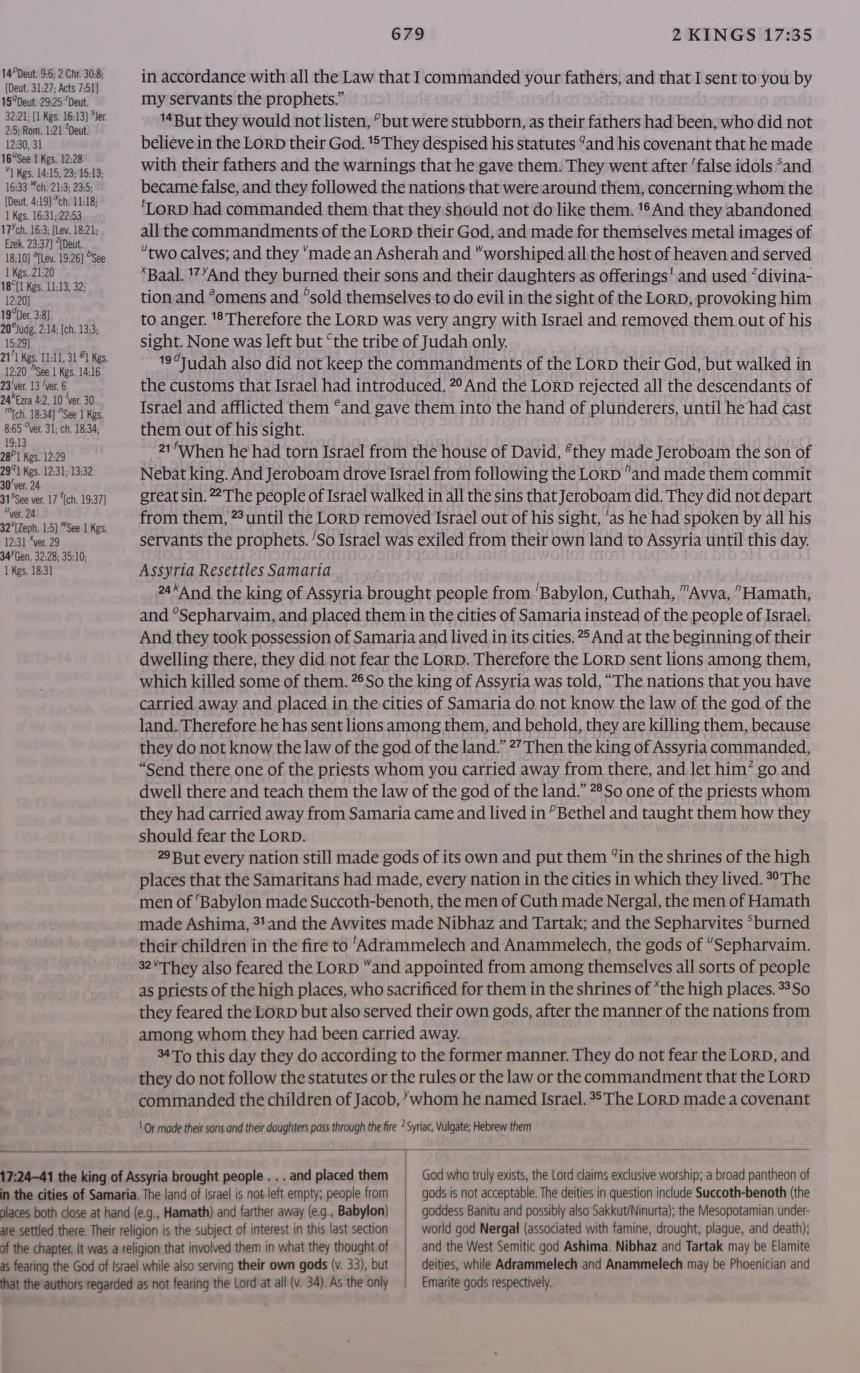 679
2 KINGS 17:35
14 Deut. 9:6; 2 Chr. 30:8;
[Deut. 31:27; Acts 7:51]
15 Deut. 29:25 Deut.
32:21; [1 Kgs. 16:13] Jer.
2:5; Rom. 1:21 Deut.
12:30, 31
16 See 1 Kgs. 12:28
1 Kgs. 14:15, 23; 15:13;
16:33 ch. 21:3; 23:5;
[Deut. 4:19] ch. 11:18;
1 Kgs. 16:31; 22:53
17 ch. 16:3; [Lev. 18:21;
Ezek. 23:37] [Deut.
18:10] [Lev. 19:26] See
1 Kgs. 21:20
18 [1 Kgs. 11:13, 32;
12:20]
19 [Jer. 3:8]
20 Judg. 2:14; [ch. 13:3;
15:29]
21 1 Kgs. 11:11, 31 1 Kgs.
12:20 See 1 Kgs. 14:16
23 ver. 13 ver. 6
24 Ezra 4:2, 10 ver. 30
[ch. 18:34] See 1 Kgs.
8:65 ver. 31; ch. 18:34;
19:13
28 1 Kgs. 12:29
29 1 Kgs. 12:31; 13:32
30 ver. 24
31 See ver. 17 [ch. 19:37]
ver. 24
32 [Zeph. 1:5] See 1 Kgs.
12:31 ver. 29
34 Gen. 32:28; 35:10;
1 Kgs. 18:31
in accordance with all the Law that I commanded your fathers, and that I sent to you by
my servants the prophets.”
14 But they would not listen, but were stubborn, as their fathers had been, who did not
believe in the LORD their God. 15 They despised his statutes and his covenant that he made
with their fathers and the warnings that he gave them. They went after false idols and
became false, and they followed the nations that were around them, concerning whom the
LORD had commanded them that they should not do like them. 16 And they abandoned
all the commandments of the LORD their God, and made for themselves metal images of
two calves; and they made an Asherah and worshiped all the host of heaven and served
Baal. 17 And they burned their sons and their daughters as offerings¹ and used divina-
tion and omens and sold themselves to do evil in the sight of the LORD, provoking him
to anger. 18 Therefore the LORD was very angry with Israel and removed them out of his
sight. None was left but the tribe of Judah only.
19 Judah also did not keep the commandments of the LORD their God, but walked in
the customs that Israel had introduced. 20 And the LORD rejected all the descendants of
Israel and afflicted them and gave them into the hand of plunderers, until he had cast
them out of his sight.
21 When he had torn Israel from the house of David, they made Jeroboam the son of
Nebat king. And Jeroboam drove Israel from following the LORD and made them commit
great sin. 22 The people of Israel walked in all the sins that Jeroboam did. They did not depart
from them, 23 until the LORD removed Israel out of his sight, as he had spoken by all his
servants the prophets. So Israel was exiled from their own land to Assyria until this day.
Assyria Resettles Samaria
24 And the king of Assyria brought people from Babylon, Cuthah, Avva, Hamath,
and Sepharvaim, and placed them in the cities of Samaria instead of the people of Israel.
And they took possession of Samaria and lived in its cities. 25 And at the beginning of their
dwelling there, they did not fear the LORD. Therefore the LORD sent lions among them,
which killed some of them. 26 So the king of Assyria was told, “The nations that you have
carried away and placed in the cities of Samaria do not know the law of the god of the
land. Therefore he has sent lions among them, and behold, they are killing them, because
they do not know the law of the god of the land.” 27 Then the king of Assyria commanded,
“Send there one of the priests whom you carried away from there, and let him² go and
dwell there and teach them the law of the god of the land.” 28 So one of the priests whom
they had carried away from Samaria came and lived in Bethel and taught them how they
should fear the LORD.
29 But every nation still made gods of its own and put them in the shrines of the high
places that the Samaritans had made, every nation in the cities in which they lived. 30 The
men of Babylon made Succoth-benoth, the men of Cuth made Nergal, the men of Hamath
made Ashima, 31 and the Avvites made Nibhaz and Tartak; and the Sepharvites burned
their children in the fire to Adrammelech and Anammelech, the gods of Sepharvaim.
32 They also feared the LORD and appointed from among themselves all sorts of people
as priests of the high places, who sacrificed for them in the shrines of the high places. 33 So
they feared the LORD but also served their own gods, after the manner of the nations from
among whom they had been carried away.
34 To this day they do according to the former manner. They do not fear the LORD, and
they do not follow the statutes or the rules or the law or the commandment that the LORD
commanded the children of Jacob, whom he named Israel. 35 The LORD made a covenant
¹ Or made their sons and their daughters pass through the fire ² Syriac, Vulgate; Hebrew them
17:24–41 the king of Assyria brought people . . . and placed them
in the cities of Samaria. The land of Israel is not left empty; people from
places both close at hand (e.g., Hamath) and farther away (e.g., Babylon)
are settled there. Their religion is the subject of interest in this last section
of the chapter. It was a religion that involved them in what they thought of
as fearing the God of Israel while also serving their own gods (v. 33), but
that the authors regarded as not fearing the Lord at all (v. 34). As the only
God who truly exists, the Lord claims exclusive worship; a broad pantheon of
gods is not acceptable. The deities in question include Succoth-benoth (the
goddess Banitu and possibly also Sakkut/Ninurta); the Mesopotamian under-
world god Nergal (associated with famine, drought, plague, and death);
and the West Semitic god Ashima. Nibhaz and Tartak may be Elamite
deities, while Adrammelech and Anammelech may be Phoenician and
Emarite gods respectively.